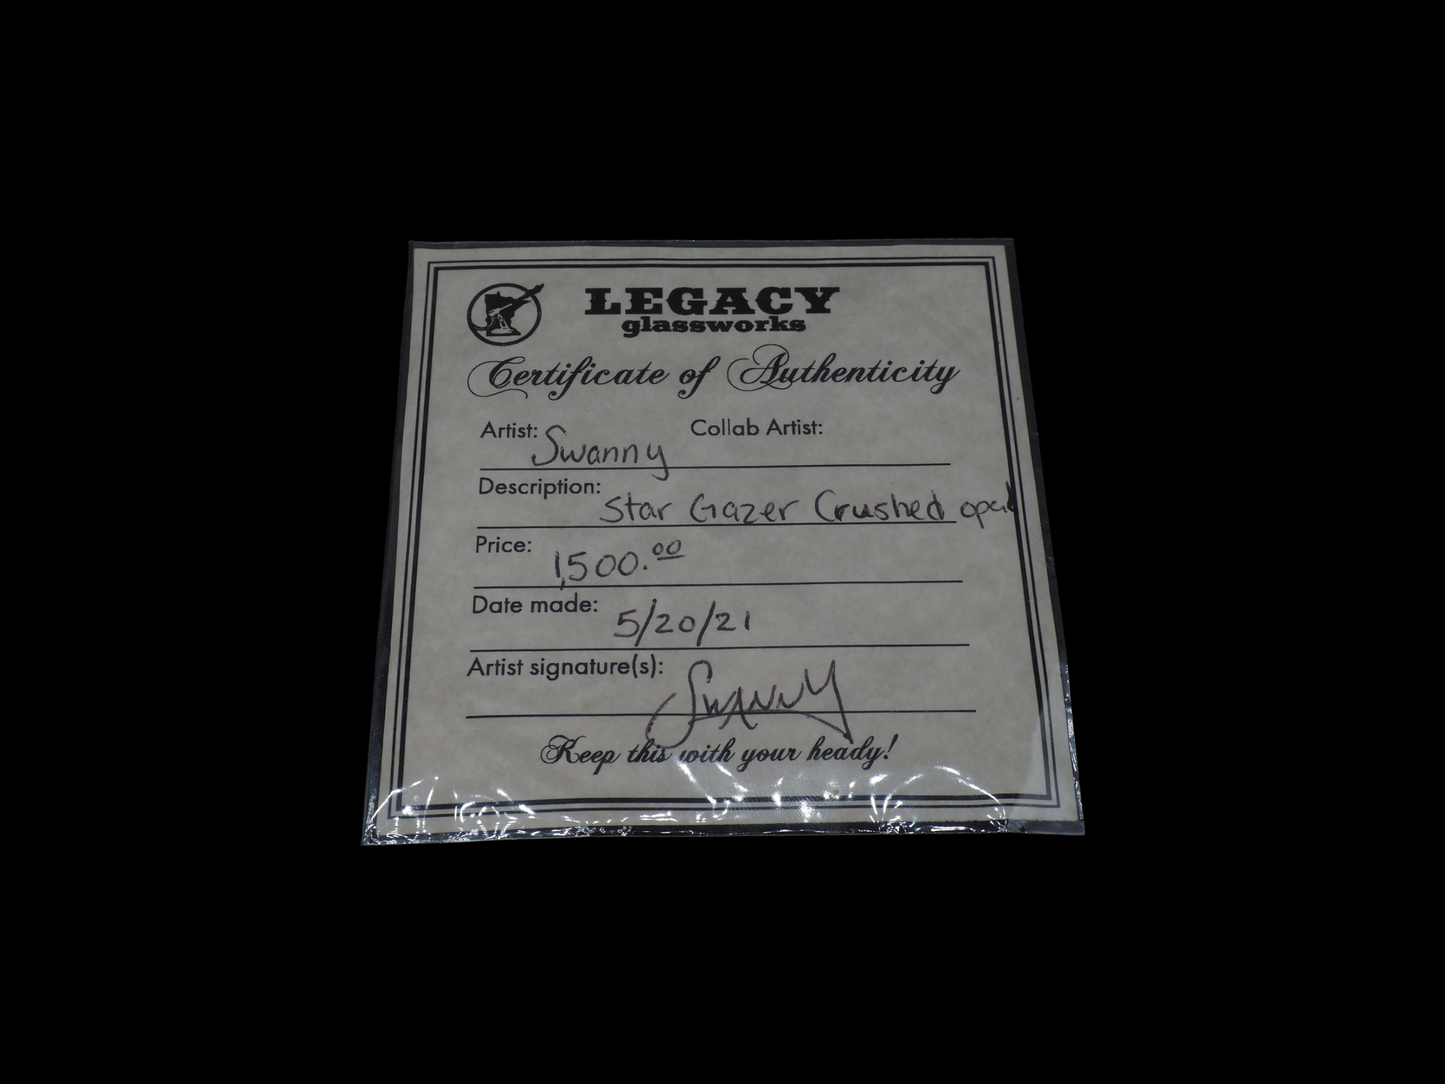 LEGACY
glassworks
Certificate of Authenticity
Artist: Swanny Collab Artist:
Description: Star Gazer Crushed opal
Price: 1,500.00
Date made: 5/20/21
Artist signature(s): Swanny
Keep this with your heady!